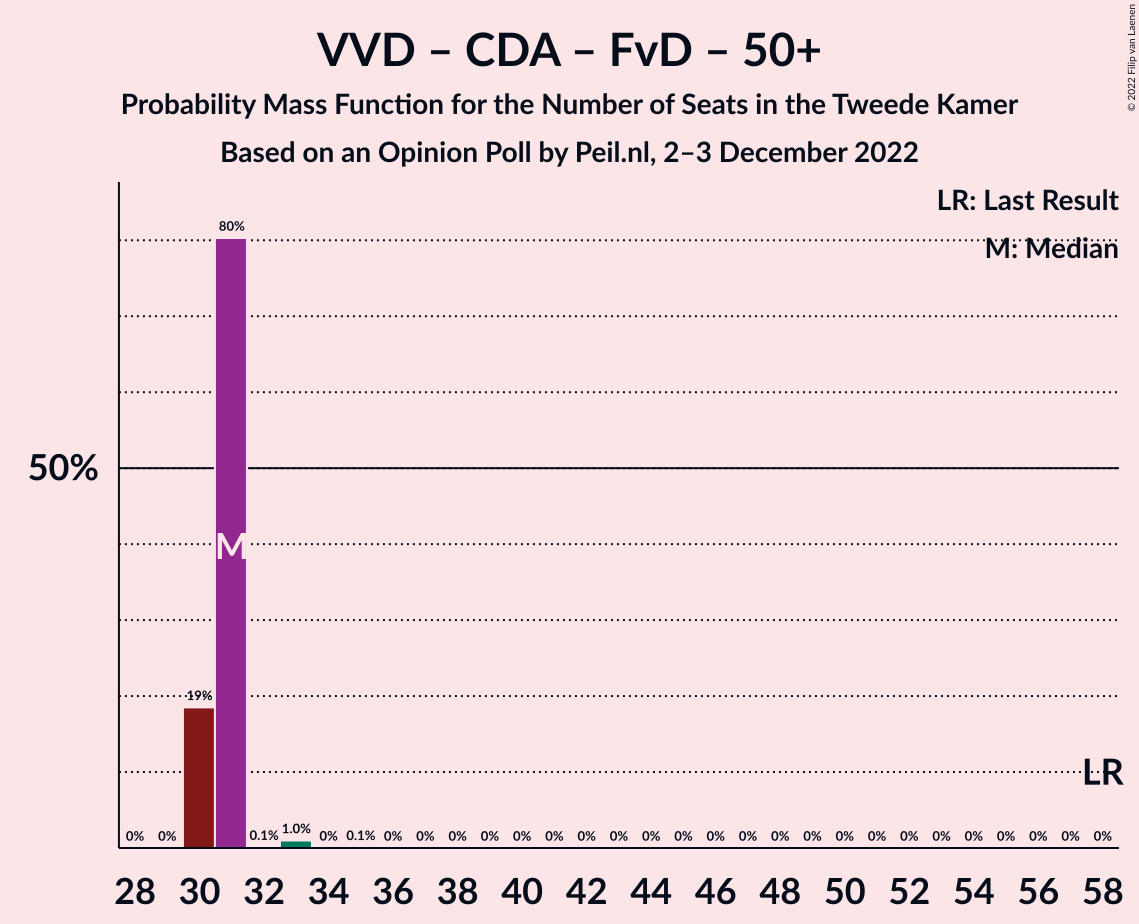 VVD – CDA – FvD – 50+
Probability Mass Function for the Number of Seats in the Tweede Kamer
Based on an Opinion Poll by Peil.nl, 2–3 December 2022
© 2022 Filip van Laenen
LR: Last Result
M: Median
80%
50%
M
19%
LR
0% 0% 0.1% 1.0% 0% 0.1% 0% 0% 0% 0% 0% 0% 0% 0% 0% 0% 0% 0% 0% 0% 0% 0% 0% 0% 0% 0% 0% 0% 0%
28 30 32 34 36 38 40 42 44 46 48 50 52 54 56 58